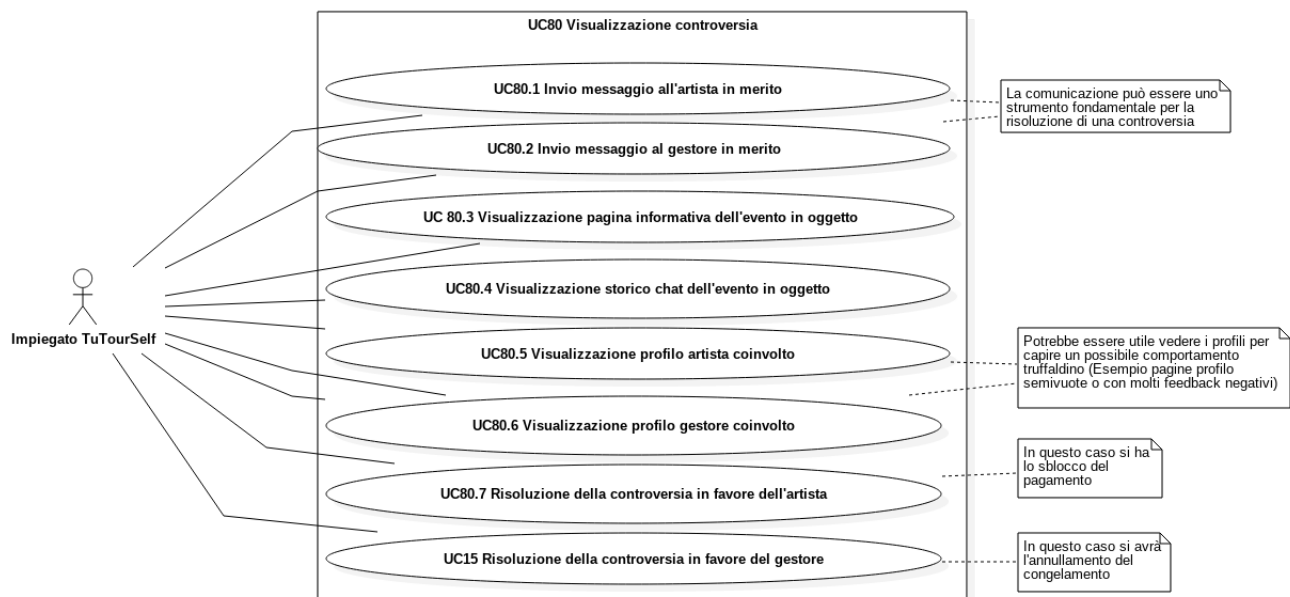 UC80 Visualizzazione controversia
UC80.1 Invio messaggio all'artista in merito
La comunicazione può essere uno
strumento fondamentale per la
risoluzione di una controversia
UC80.2 Invio messaggio al gestore in merito
UC 80.3 Visualizzazione pagina informativa dell'evento in oggetto
UC80.4 Visualizzazione storico chat dell'evento in oggetto
Impiegato TuTourSelf
UC80.5 Visualizzazione profilo artista coinvolto
Potrebbe essere utile vedere i profili per
capire un possibile comportamento
truffaldino (Esempio pagine profilo
semivuote o con molti feedback negativi)
UC80.6 Visualizzazione profilo gestore coinvolto
UC80.7 Risoluzione della controversia in favore dell'artista
In questo caso si ha
lo sblocco del
pagamento
UC15 Risoluzione della controversia in favore del gestore
In questo caso si avrà
l'annullamento del
congelamento